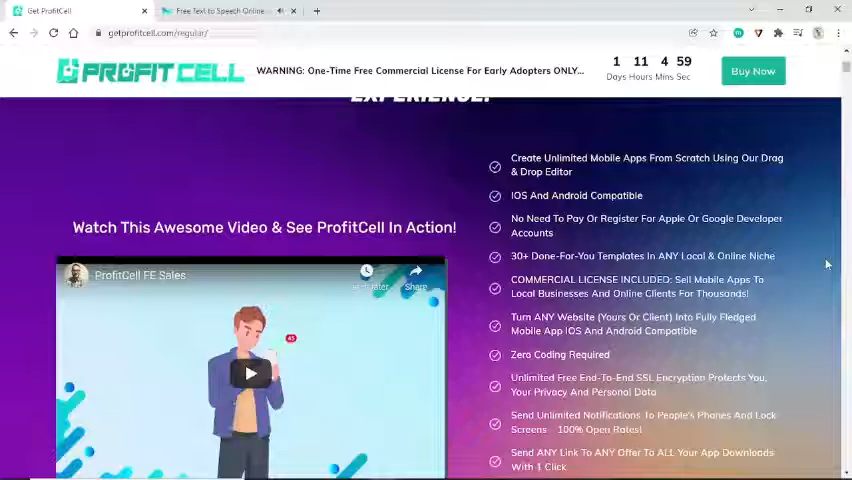 Get ProfitCell
Free Text to Speech Online
getprofitcell.com/regular/
PROFIT CELL
WARNING: One-Time Free Commercial License For Early Adopters ONLY...
1 11 4 59
Days Hours Mins Sec
Buy Now
EXPERIENCE!
Watch This Awesome Video & See ProfitCell In Action!
ProfitCell FE Sales
Share
41
Create Unlimited Mobile Apps From Scratch Using Our Drag
& Drop Editor
IOS And Android Compatible
No Need To Pay Or Register For Apple Or Google Developer
Accounts
30+ Done-For-You Templates In ANY Local & Online Niche
COMMERCIAL LICENSE INCLUDED: Sell Mobile Apps To
Local Businesses And Online Clients For Thousands!
Turn ANY Website (Yours Or Client) Into Fully Fledged
Mobile App IOS And Android Compatible
Zero Coding Required
Unlimited Free End-To-End SSL Encryption Protects You,
Your Privacy And Personal Data
Send Unlimited Notifications To People's Phones And Lock
Screens – 100% Open Rates!
Send ANY Link To ANY Offer To ALL Your App Downloads
With 1 Click